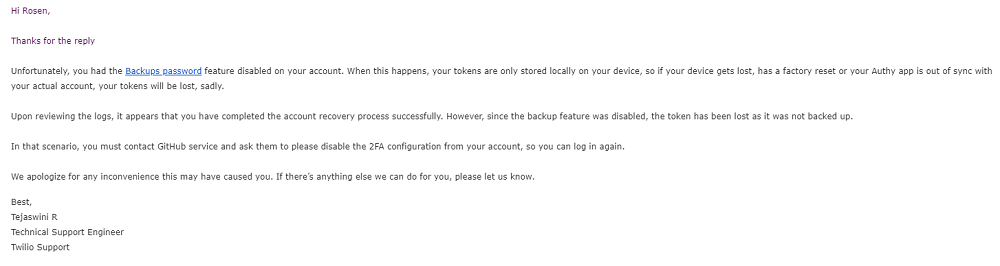 Hi Rosen,
Thanks for the reply
Unfortunately, you had the Backups password feature disabled on your account. When this happens, your tokens are only stored locally on your device, so if your device gets lost, has a factory reset or your Authy app is out of sync with
your actual account, your tokens will be lost, sadly.
Upon reviewing the logs, it appears that you have completed the account recovery process successfully. However, since the backup feature was disabled, the token has been lost as it was not backed up.
In that scenario, you must contact GitHub service and ask them to please disable the 2FA configuration from your account, so you can log in again.
We apologize for any inconvenience this may have caused you. If there's anything else we can do for you, please let us know.
Best,
Tejaswini R
Technical Support Engineer
Twilio Support